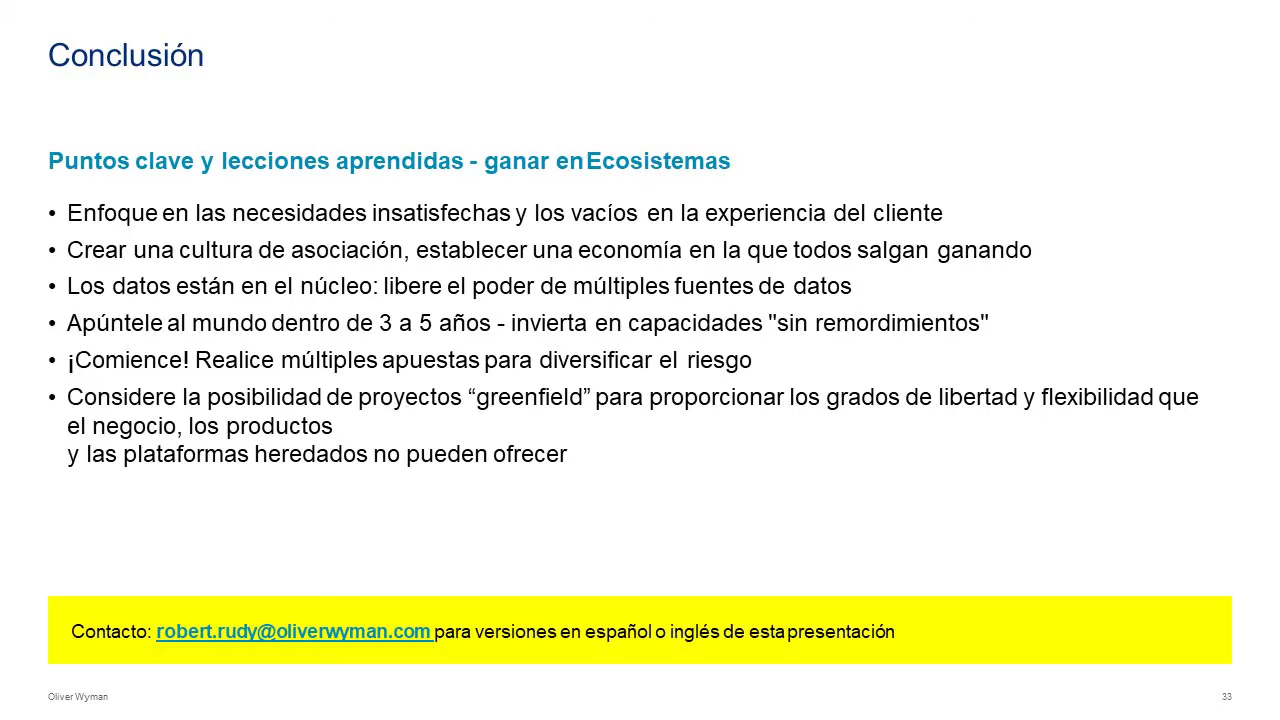 Conclusión
Puntos clave y lecciones aprendidas - ganar en Ecosistemas
• Enfoque en las necesidades insatisfechas y los vacíos en la experiencia del cliente
• Crear una cultura de asociación, establecer una economía en la que todos salgan ganando
• Los datos están en el núcleo: libere el poder de múltiples fuentes de datos
• Apúntele al mundo dentro de 3 a 5 años - invierta en capacidades "sin remordimientos"
• ¡Comience! Realice múltiples apuestas para diversificar el riesgo
• Considere la posibilidad de proyectos “greenfield” para proporcionar los grados de libertad y flexibilidad que
el negocio, los productos
y las plataformas heredados no pueden ofrecer
Contacto: robert.rudy@oliverwyman.com para versiones en español o inglés de esta presentación
Oliver Wyman
33